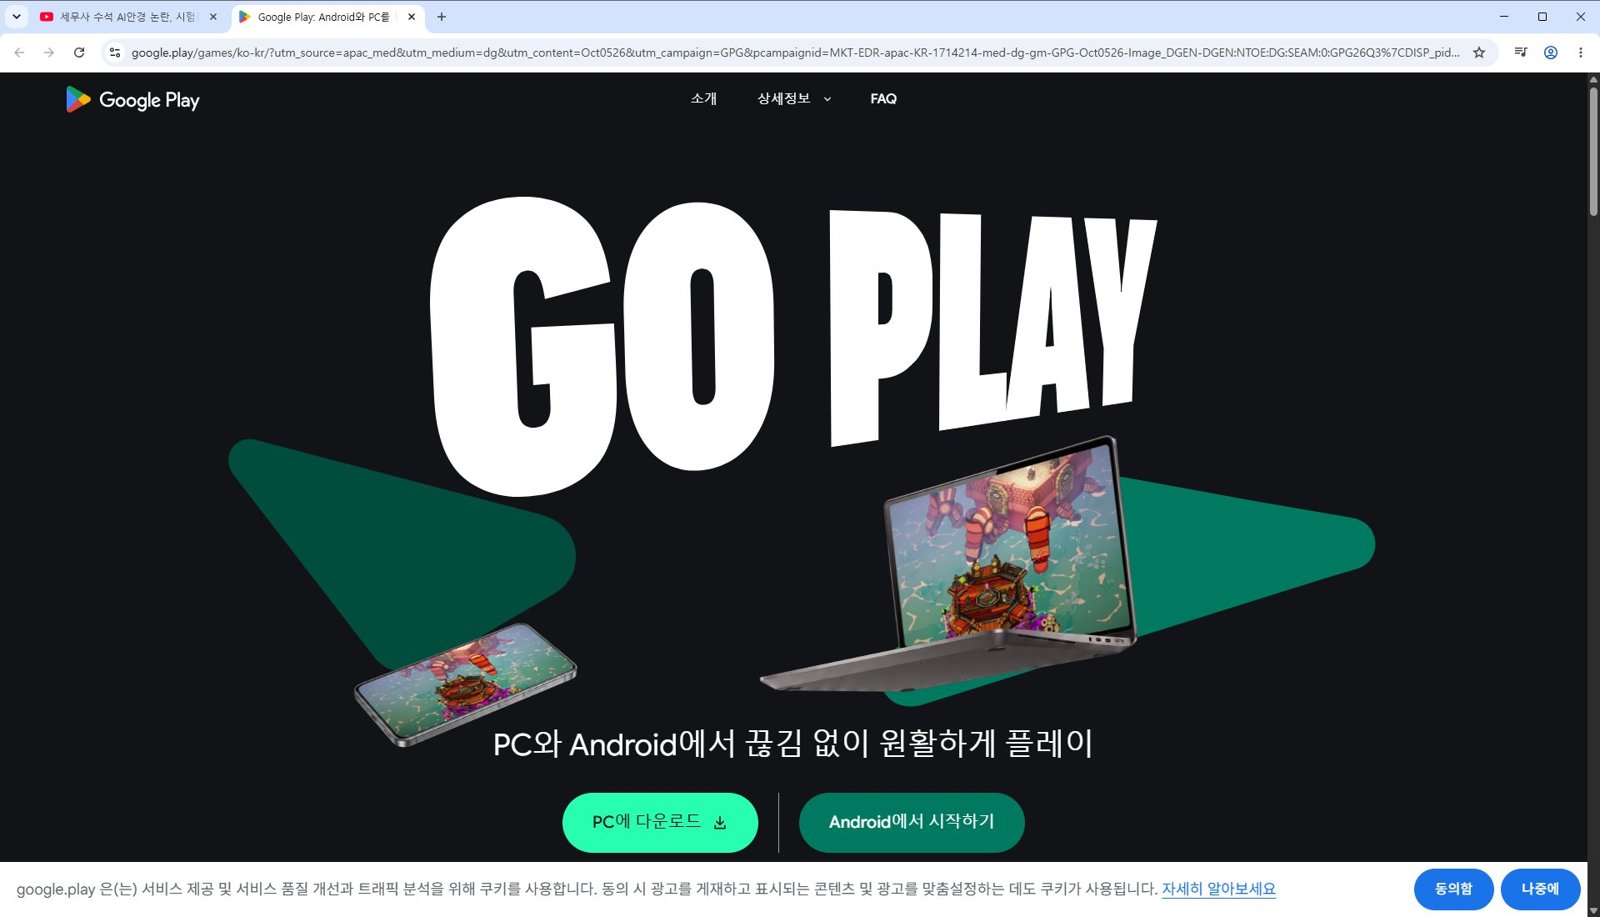 세무사 수석 AI안경 논란, 시험
Google Play: Android와 PC를
google.play/games/ko-kr/?utm_source=apac_med&utm_medium=dg&utm_content=Oct0526&utm_campaign=GPG&pcampaignid=MKT-EDR-apac-KR-1714214-med-dg-gm-GPG-Oct0526-Image_DGEN-DGEN:NTOE:DG:SEAM:0:GPG26Q3%7CDISP_pid...
Google Play
소개
상세정보
FAQ
GO PLAY
PC와 Android에서 끊김 없이 원활하게 플레이
PC에 다운로드
Android에서 시작하기
google.play 은(는) 서비스 제공 및 서비스 품질 개선과 트래픽 분석을 위해 쿠키를 사용합니다. 동의 시 광고를 게재하고 표시되는 콘텐츠 및 광고를 맞춤설정하는 데도 쿠키가 사용됩니다. 자세히 알아보세요
동의함
나중에